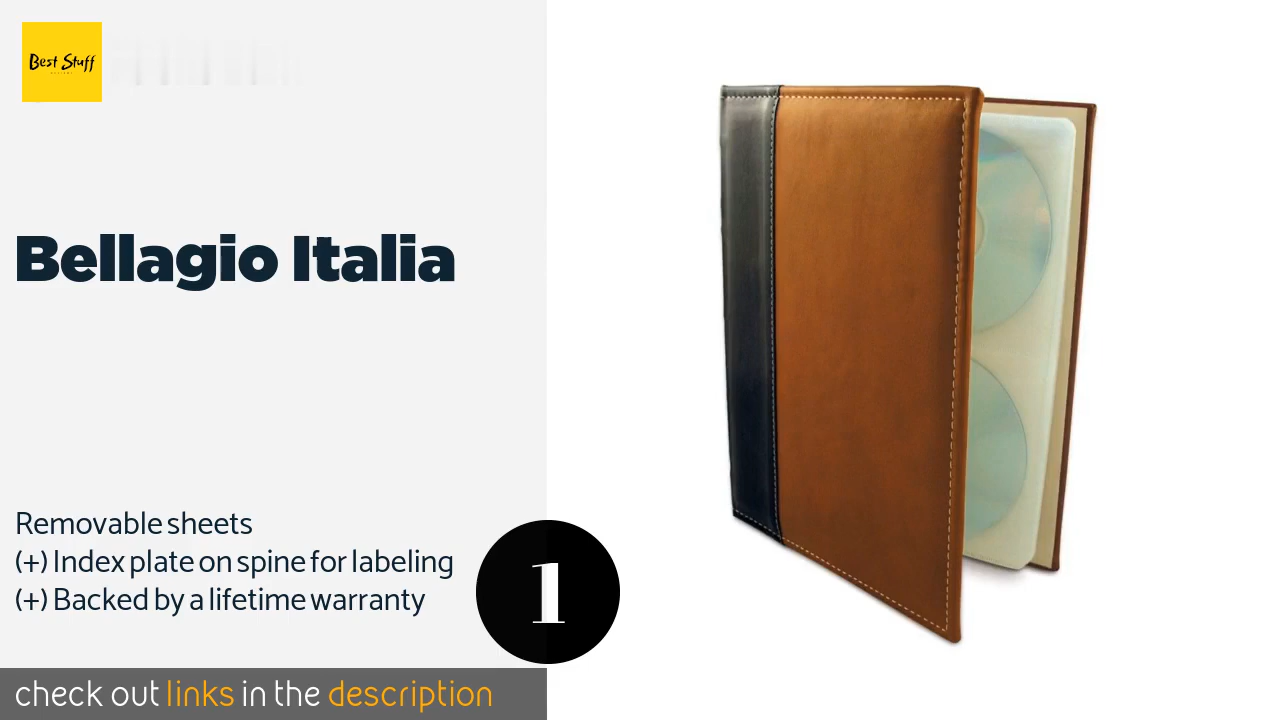 Best Stuff
Bellagio Italia
Removable sheets
(+) Index plate on spine for labeling
(+) Backed by a lifetime warranty
1
check out links in the description